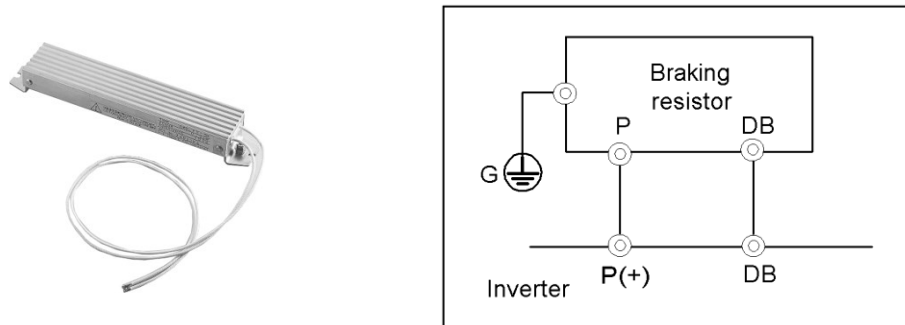 Braking
resistor
P
DB
G
P(+)
DB
Inverter